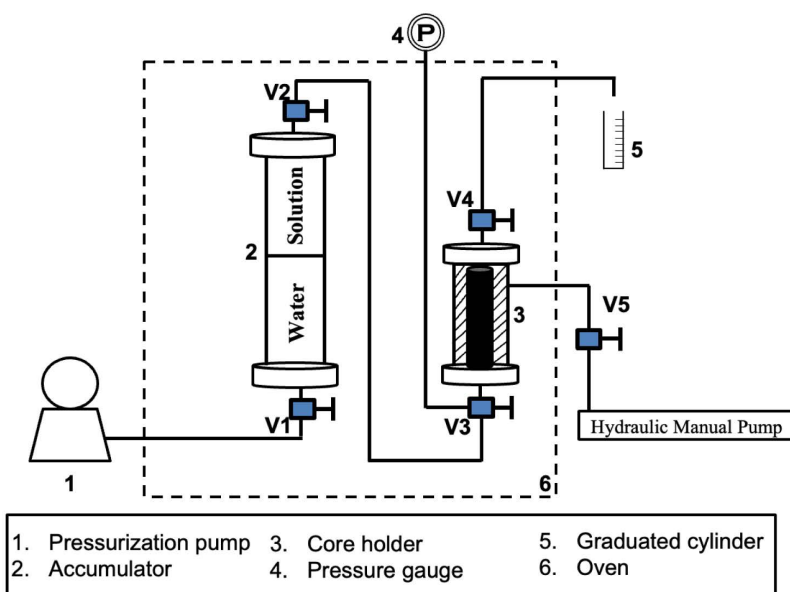 4 P
V2
V4
5
Solution
2
Water
3
V5
V1
V3
Hydraulic Manual Pump
1
6
1. Pressurization pump 3. Core holder 5. Graduated cylinder
2. Accumulator 4. Pressure gauge 6. Oven